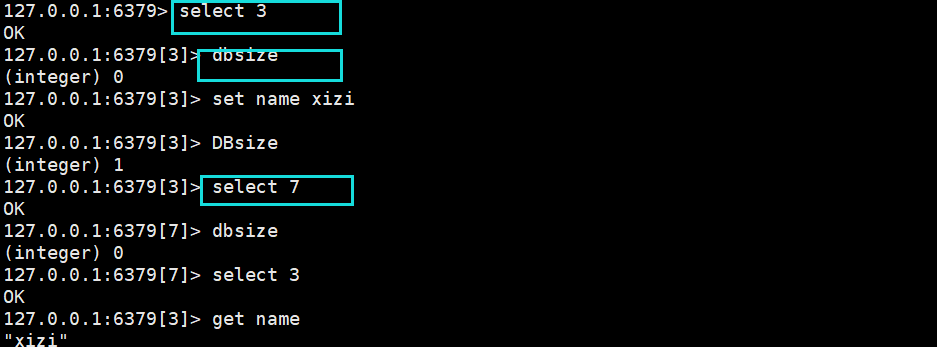 127.0.0.1:6379> select 3
OK
127.0.0.1:6379[3]> dbsize
(integer) 0
127.0.0.1:6379[3]> set name xizi
OK
127.0.0.1:6379[3]> DBsize
(integer) 1
127.0.0.1:6379[3]> select 7
OK
127.0.0.1:6379[7]> dbsize
(integer) 0
127.0.0.1:6379[7]> select 3
OK
127.0.0.1:6379[3]> get name
"xizi"